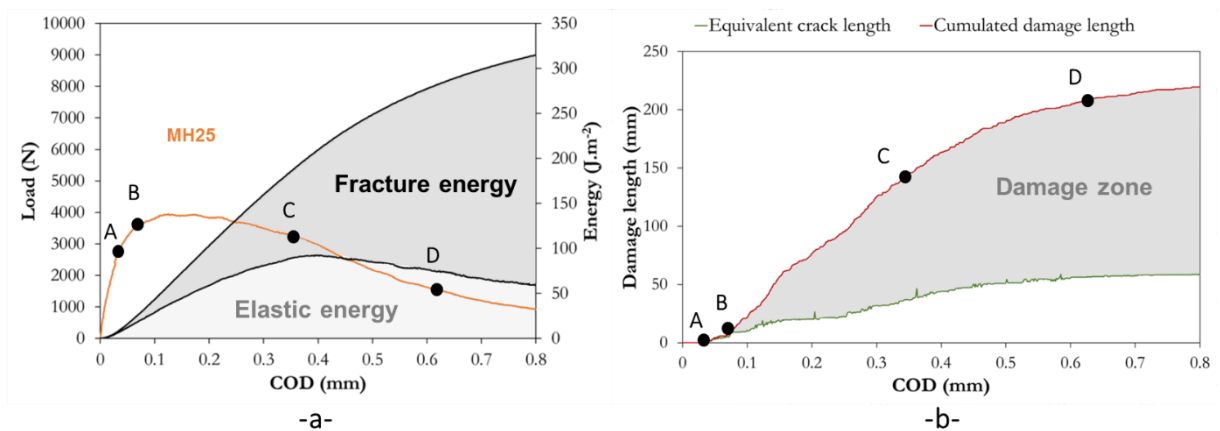 10000
9000
8000
7000
6000
5000
4000
3000
2000
1000
0
Load (N)
350
300
250
200
150
100
50
0
Energy (J.m-2)
MH25
A
B
C
D
Fracture energy
Elastic energy
0 0.1 0.2 0.3 0.4 0.5 0.6 0.7 0.8
COD (mm)
-a-
Equivalent crack length Cumulated damage length
250
200
150
100
50
0
Damage length (mm)
A
B
C
D
Damage zone
0 0.1 0.2 0.3 0.4 0.5 0.6 0.7 0.8
COD (mm)
-b-